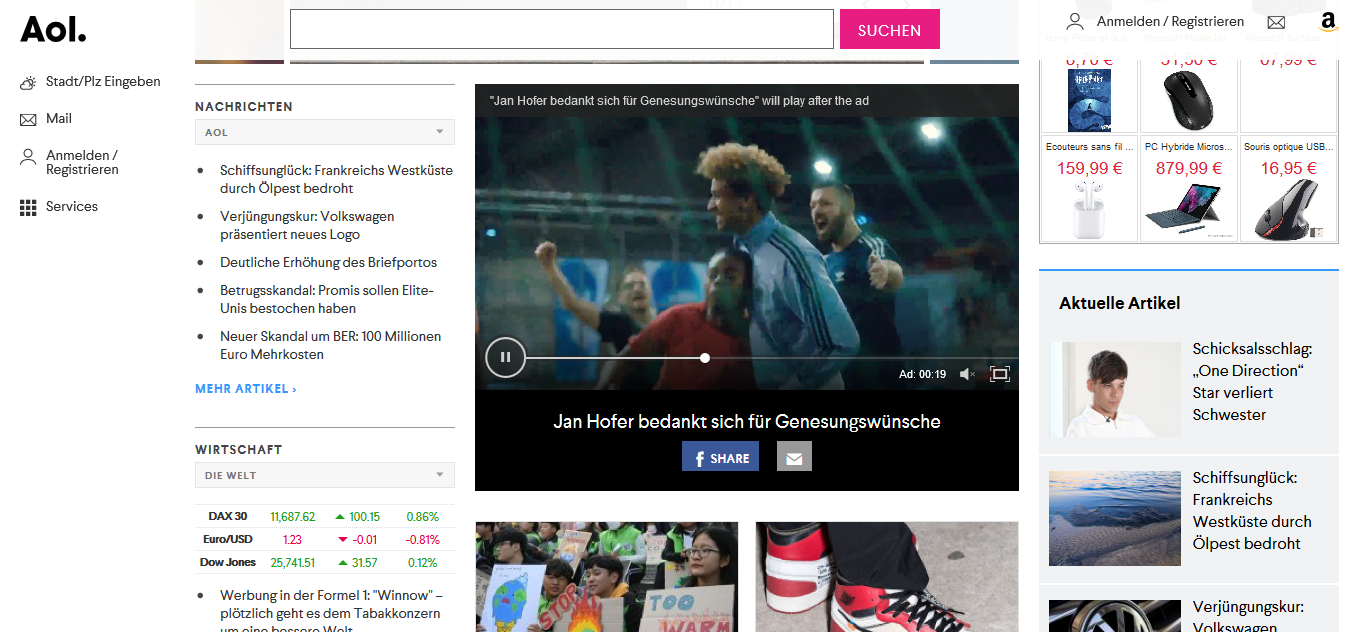 Aol.
Stadt/Plz Eingeben
Mail
Anmelden /
Registrieren
Services
SUCHEN
Anmelden / Registrieren
a
NACHRICHTEN
AOL
Schiffsunglück: Frankreichs Westküste
durch Ölpest bedroht
Verjüngungskur: Volkswagen
präsentiert neues Logo
Deutliche Erhöhung des Briefportos
Betrugsskandal: Promis sollen Elite-
Unis bestochen haben
Neuer Skandal um BER: 100 Millionen
Euro Mehrkosten
MEHR ARTIKEL ›
WIRTSCHAFT
DIE WELT
DAX 30 11,687.62 100.15 0.86%
Euro/USD 1.23 -0.01 -0.81%
Dow Jones 25,741.51 31.57 0.12%
Werbung in der Formel 1: "Winnow" –
plötzlich geht es dem Tabakkonzern
um eine bessere Welt
"Jan Hofer bedankt sich für Genesungswünsche" will play after the ad
Ad: 00:19
Jan Hofer bedankt sich für Genesungswünsche
f SHARE
STOP
TOO
WARM
Ecouteurs sans fil ... PC Hybride Micros... Souris optique USB...
159,99 € 879,99 € 16,95 €
Aktuelle Artikel
Schicksalsschlag:
„One Direction“
Star verliert
Schwester
Schiffsunglück:
Frankreichs
Westküste durch
Ölpest bedroht
Verjüngungskur:
Volkswagen